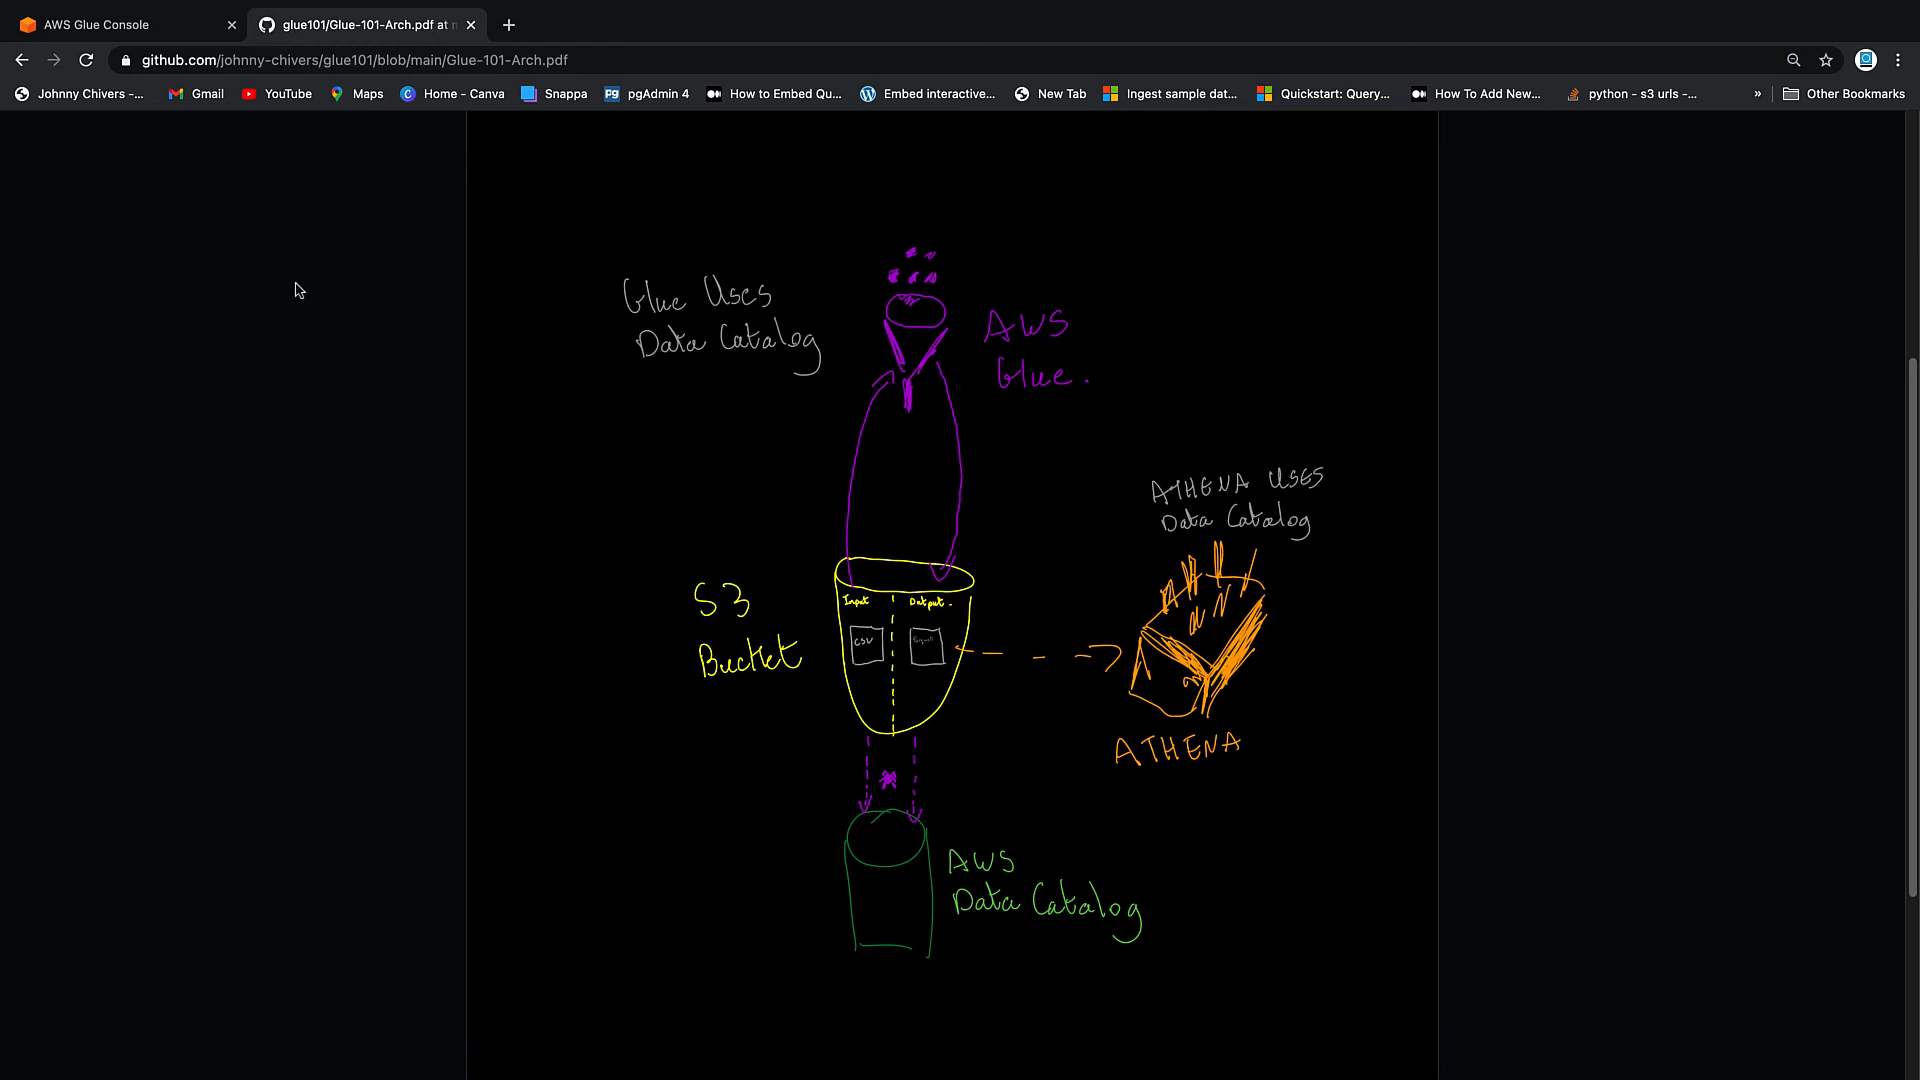 AWS Glue Console
glue101/Glue-101-Arch.pdf at
github.com/johnny-chivers/glue101/blob/main/Glue-101-Arch.pdf
Johnny Chivers -...
Gmail
YouTube
Maps
Home - Canva
Snappa
pgAdmin 4
How to Embed Qu...
Embed interactive...
New Tab
Ingest sample dat...
Quickstart: Query...
How To Add New...
python - s3 urls -...
»
Other Bookmarks
Glue Uses
Data Catalog
AWS
Glue.
ATHENA USES
Data Catalog
S3
Bucket
Input
Output.
CSV
Parquet
ATHENA
AWS
Data Catalog